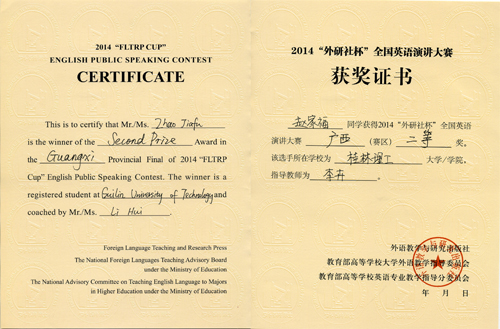 2014 "FLTRP CUP"
ENGLISH PUBLIC SPEAKING CONTEST
CERTIFICATE
This is to certify that Mr./Ms. Zhao Jiafu
is the winner of the Second Prize Award in
the Guangxi Provincial Final of 2014 "FLTRP
Cup" English Public Speaking Contest. The winner is a
registered student at Guilin University of Technology and
coached by Mr./Ms. Li Hui
Foreign Language Teaching and Research Press
The National Foreign Languages Teaching Advisory Board
under the Ministry of Education
The National Advisory Committee on Teaching English Language to Majors
in Higher Education under the Ministry of Education
2014 “外研社杯” 全国英语演讲大赛
获奖证书
赵家福 同学获得2014 “外研社杯” 全国英语
演讲大赛 广西 (赛区) 二等 奖。
该选手所在学校为 桂林理工 大学/学院。
指导教师为 李卉 。
外语教学与研究出版社
教育部高等学校大学外语教学指导委员会
教育部高等学校英语专业教学指导分委员会
年 月 日